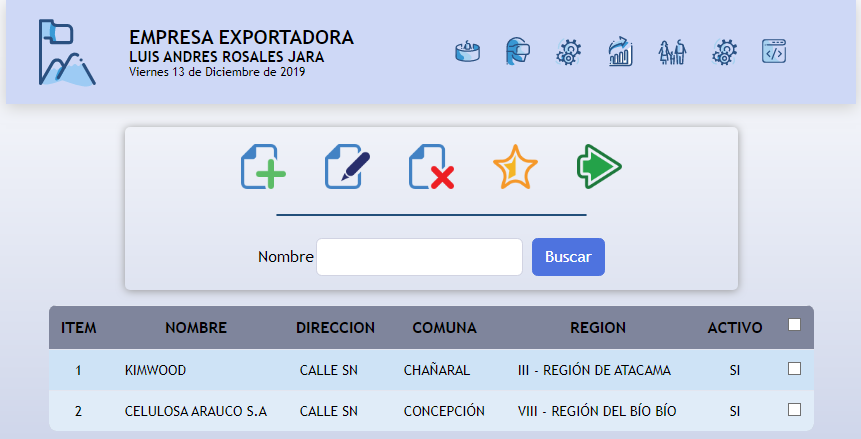 EMPRESA EXPORTADORA
LUIS ANDRES ROSALES JARA
Viernes 13 de Diciembre de 2019
</>
Nombre Buscar
ITEM NOMBRE DIRECCION COMUNA REGION ACTIVO
1 KIMWOOD CALLE SN CHAÑARAL III - REGIÓN DE ATACAMA SI
2 CELULOSA ARAUCO S.A CALLE SN CONCEPCIÓN VIII - REGIÓN DEL BÍO BÍO SI